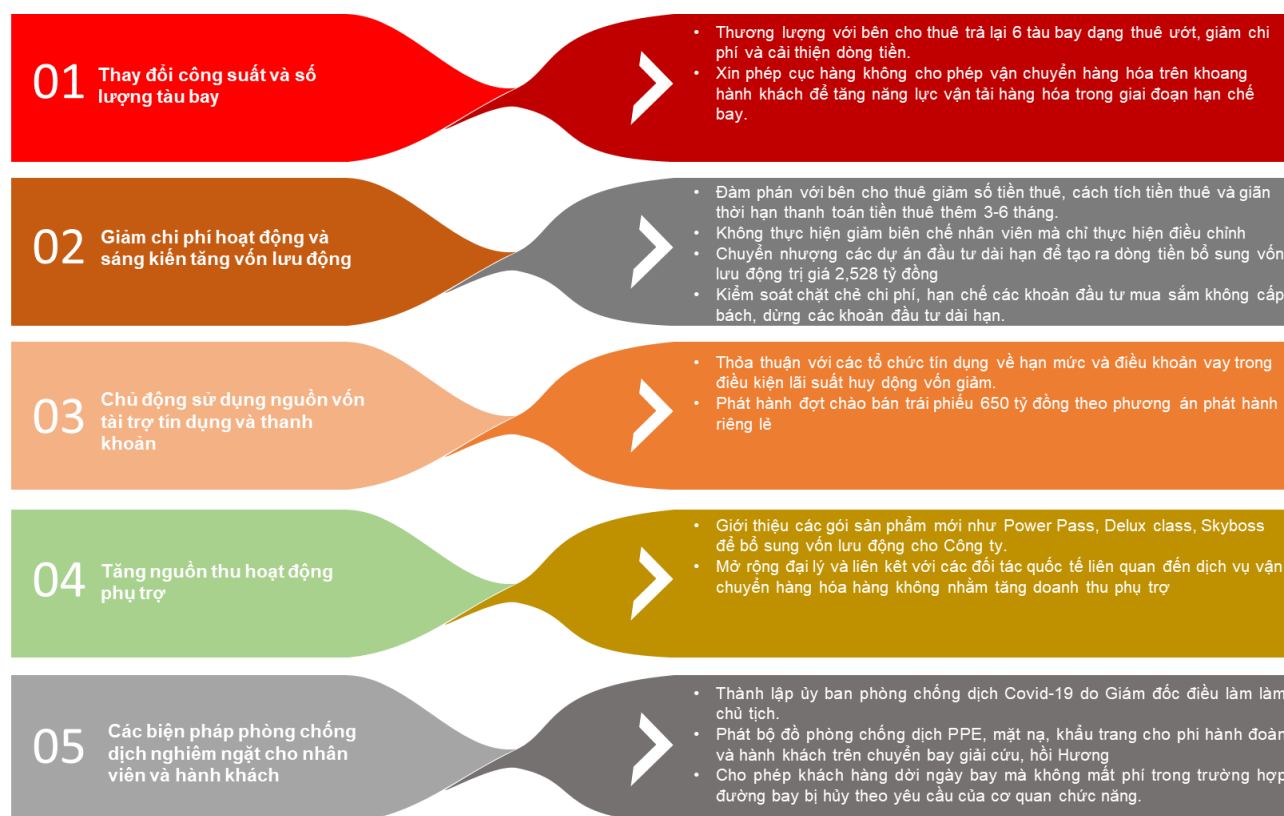 01
Thay đổi công suất và số
lượng tàu bay
• Thương lượng với bên cho thuê trả lại 6 tàu bay dạng thuê ướt, giảm chi
phí và cải thiện dòng tiền.
• Xin phép cục hàng không cho phép vận chuyển hàng hóa trên khoang
hành khách để tăng năng lực vận tải hàng hóa trong giai đoạn hạn chế
bay.
02
Giảm chi phí hoạt động và
sáng kiến tăng vốn lưu động
• Đàm phán với bên cho thuê giảm số tiền thuê, cách tích tiền thuê và giãn
thời hạn thanh toán tiền thuê thêm 3-6 tháng.
• Không thực hiện giảm biên chế nhân viên mà chỉ thực hiện điều chỉnh
• Chuyển nhượng các dự án đầu tư dài hạn để tạo ra dòng tiền bổ sung vốn
lưu động trị giá 2,528 tỷ đồng
• Kiểm soát chặt chẽ chi phí, hạn chế các khoản đầu tư mua sắm không cấp
bách, dừng các khoản đầu tư dài hạn.
03
Chủ động sử dụng nguồn vốn
tài trợ tín dụng và thanh
khoản
• Thỏa thuận với các tổ chức tín dụng về hạn mức và điều khoản vay trong
điều kiện lãi suất huy dộng vốn giảm.
• Phát hành đợt chào bán trái phiếu 650 tỷ đồng theo phương án phát hành
riêng lẻ
04
Tăng nguồn thu hoạt động
phụ trợ
• Giới thiệu các gói sản phẩm mới như Power Pass, Delux class, Skyboss
để bổ sung vốn lưu động cho Công ty.
• Mở rộng đại lý và liên kêt với các đối tác quốc tế liên quan đến dịch vụ vận
chuyển hàng hóa hàng không nhằm tăng doanh thu phụ trợ
05
Các biện pháp phòng chống
dịch nghiêm ngặt cho nhân
viên và hành khách
• Thành lập ủy ban phòng chống dịch Covid-19 do Giám đốc điều làm làm
chủ tịch.
• Phát bộ đồ phòng chống dịch PPE, mặt nạ, khẩu trang cho phi hành đoàn
và hành khách trên chuyển bay giải cứu, hồi Hương
• Cho phép khách hàng dời ngày bay mà không mất phí trong trường hợp
đường bay bị hủy theo yêu cầu của cơ quan chức năng.